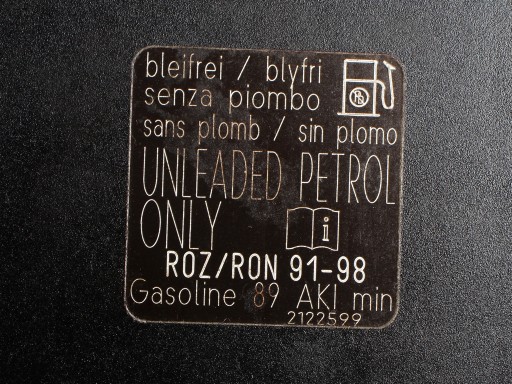 bleifrei / blyfri
senza piombo
sans plomb / sin plomo
UNLEADED PETROL
ONLY
ROZ/RON 91-98
Gasoline 89 AKI min
2122599